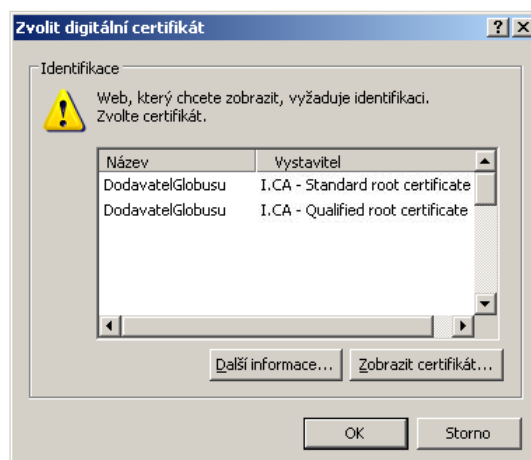 Zvolit digitální certifikát
Identifikace
Web, který chcete zobrazit, vyžaduje identifikaci.
Zvolte certifikát.
Název Vystavitel
DodavatelGlobusu I.CA - Standard root certificate
DodavatelGlobusu I.CA - Qualified root certificate
Další informace... Zobrazit certifikát...
OK Storno